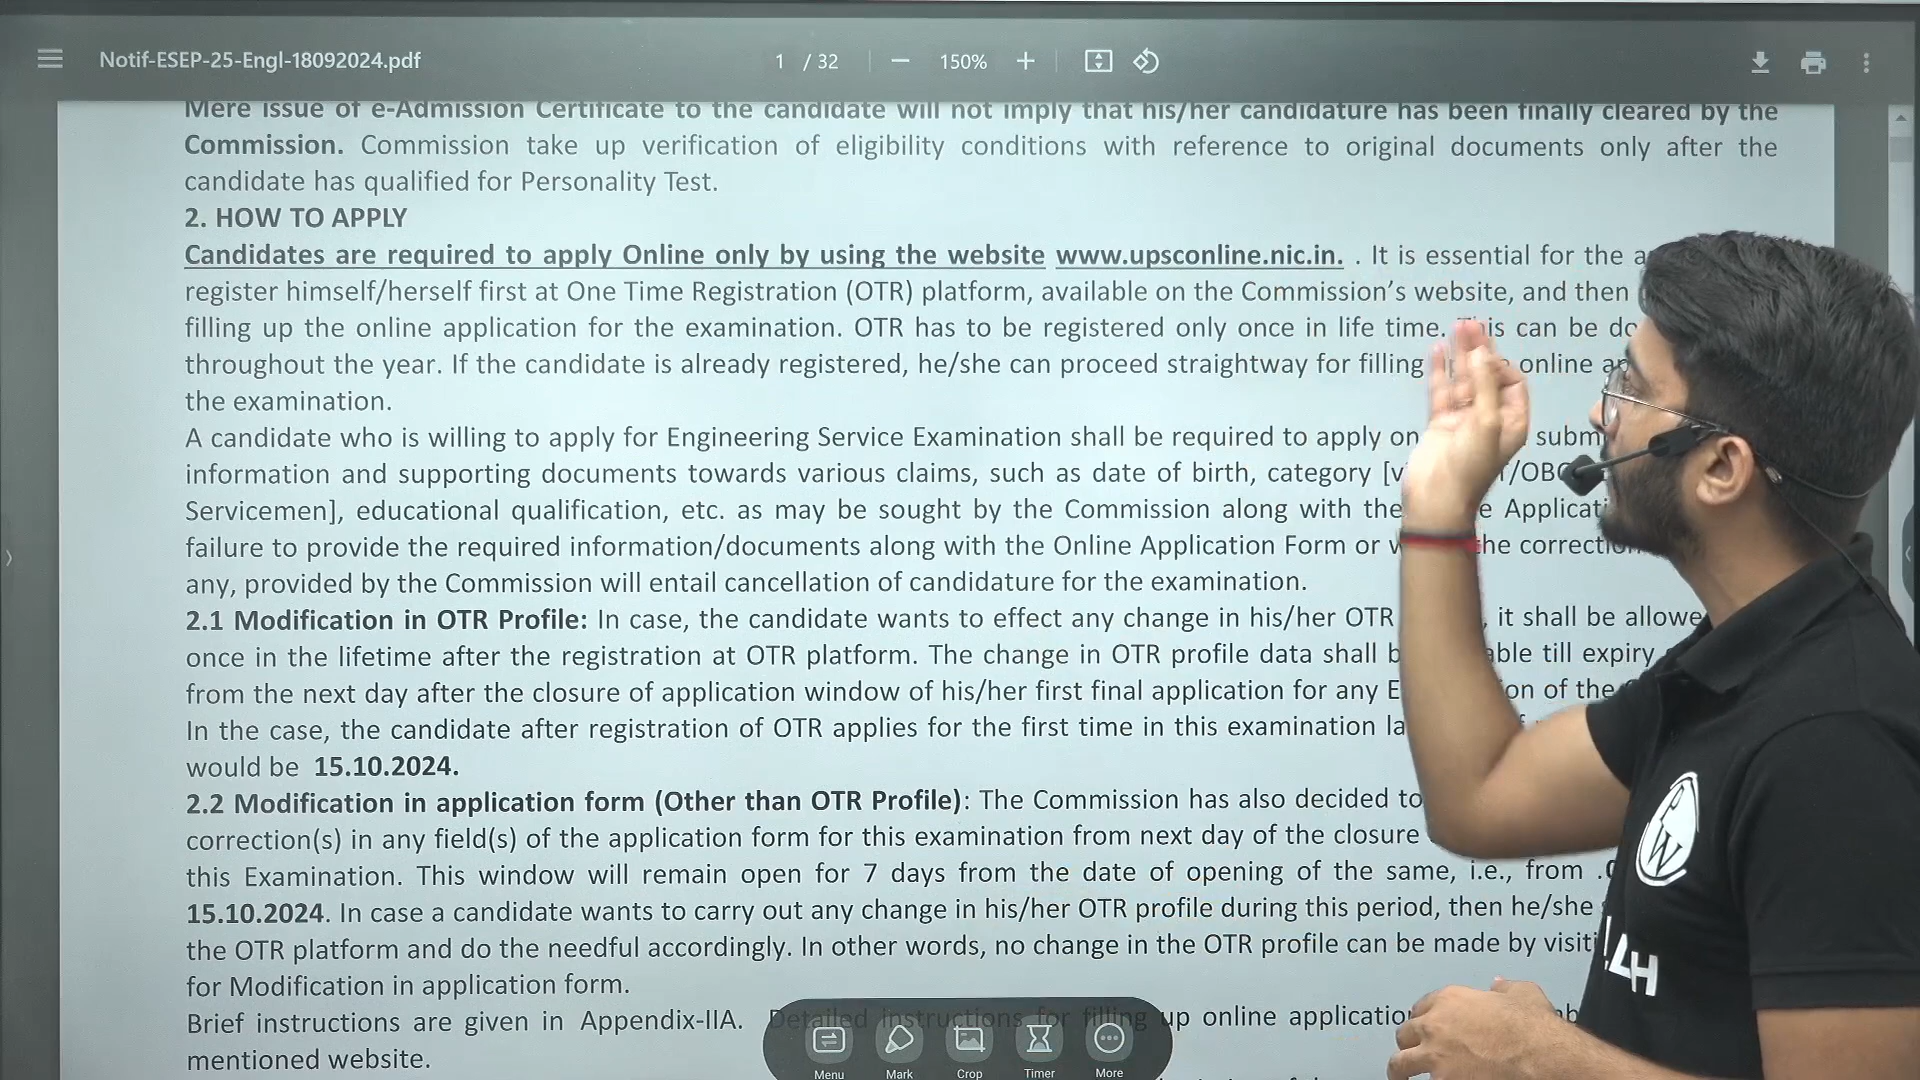 Notif-ESEP-25-Engl-18092024.pdf
1 / 32
150%
Mere issue of e-Admission Certificate to the candidate will not imply that his/her candidature has been finally cleared by the
Commission. Commission take up verification of eligibility conditions with reference to original documents only after the
candidate has qualified for Personality Test.
2. HOW TO APPLY
Candidates are required to apply Online only by using the website www.upsconline.nic.in. . It is essential for the
register himself/herself first at One Time Registration (OTR) platform, available on the Commission's website, and then
filling up the online application for the examination. OTR has to be registered only once in life time. This can be
throughout the year. If the candidate is already registered, he/she can proceed straightway for filling online
the examination.
A candidate who is willing to apply for Engineering Service Examination shall be required to apply
information and supporting documents towards various claims, such as date of birth, category
Servicemen], educational qualification, etc. as may be sought by the Commission along with the
failure to provide the required information/documents along with the Online Application Form or
any, provided by the Commission will entail cancellation of candidature for the examination.
2.1 Modification in OTR Profile: In case, the candidate wants to effect any change in his/her OTR , it shall be
once in the lifetime after the registration at OTR platform. The change in OTR profile data shall till expiry
from the next day after the closure of application window of his/her first final application for any of the
In the case, the candidate after registration of OTR applies for the first time in this examination
would be 15.10.2024.
2.2 Modification in application form (Other than OTR Profile): The Commission has also decided to
correction(s) in any field(s) of the application form for this examination from next day of the closure
this Examination. This window will remain open for 7 days from the date of opening of the same, i.e., from
15.10.2024. In case a candidate wants to carry out any change in his/her OTR profile during this period, then he/she
the OTR platform and do the needful accordingly. In other words, no change in the OTR profile can be made by
for Modification in application form.
Brief instructions are given in Appendix-IIA. Detailed instructions for filling up online
mentioned website.
Menu Mark Crop Timer More
W